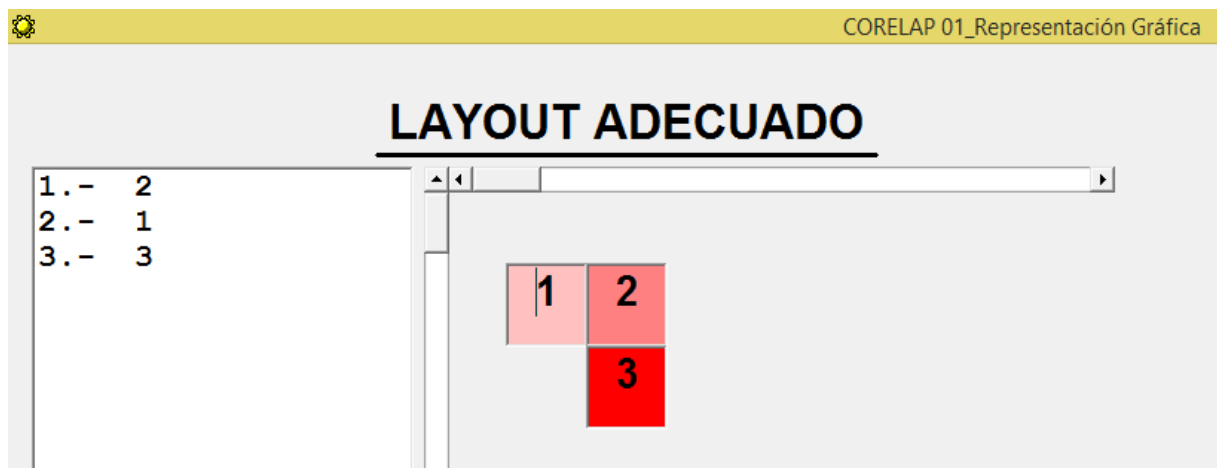 CORELAP 01_Representación Gráfica
LAYOUT ADECUADO
1.- 2
2.- 1
3.- 3
1 2
3